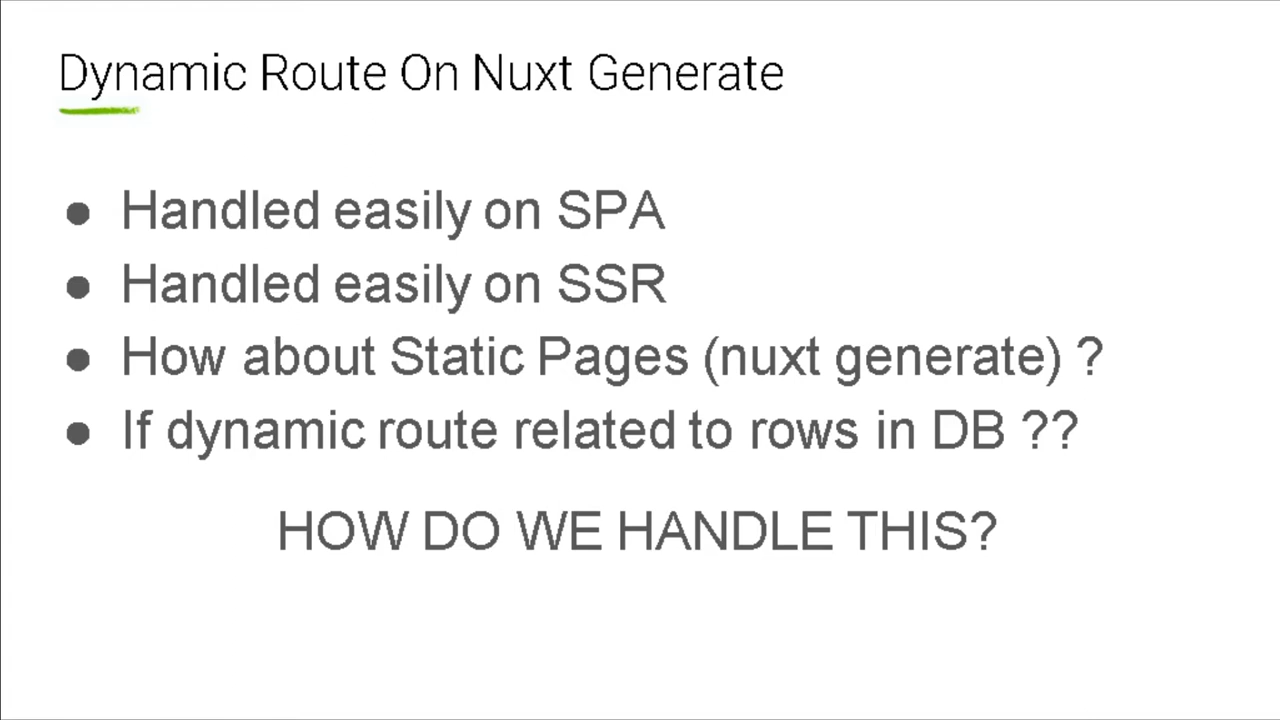 Dynamic Route On Nuxt Generate
● Handled easily on SPA
● Handled easily on SSR
● How about Static Pages (nuxt generate) ?
● If dynamic route related to rows in DB ??
HOW DO WE HANDLE THIS?